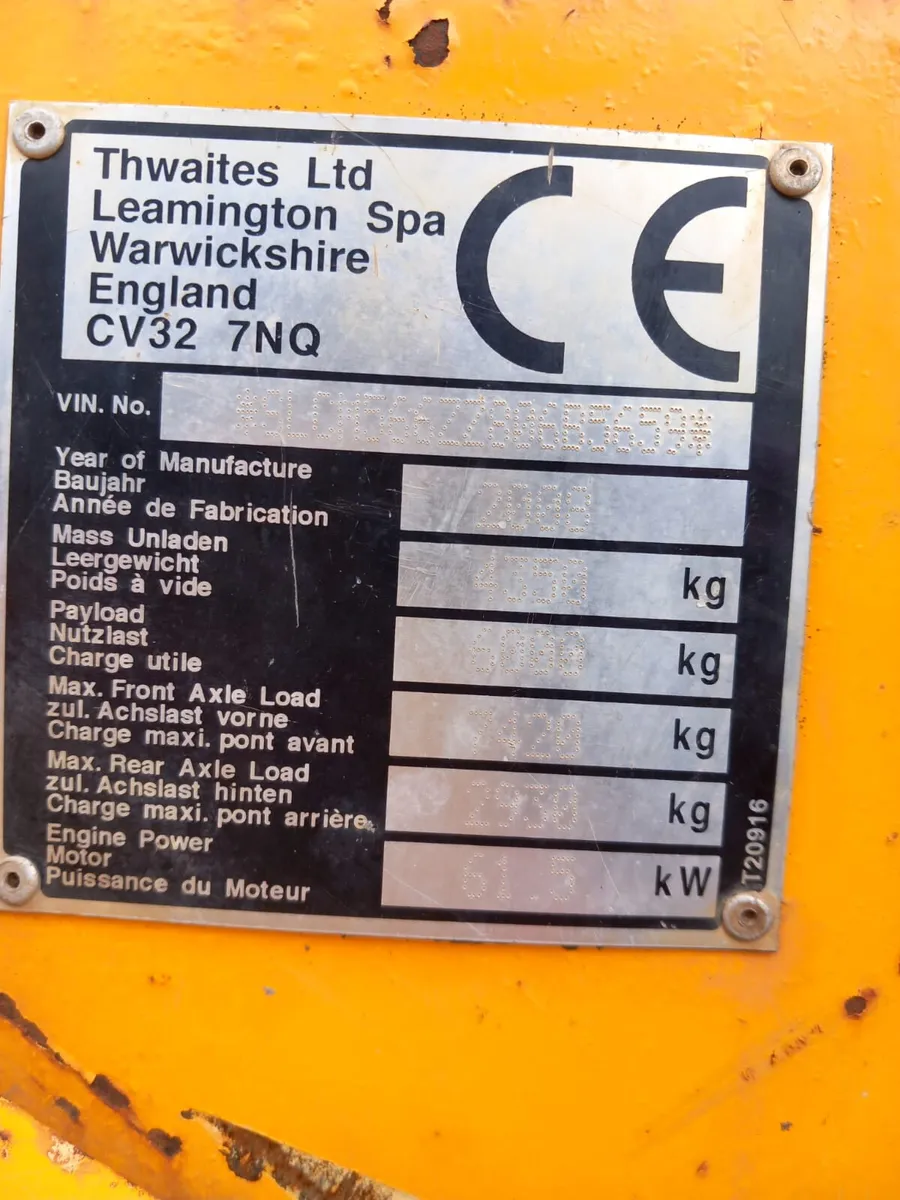 Thwaites Ltd
Leamington Spa
Warwickshire
England
CV32 7NQ
CE
VIN. No.
Year of Manufacture
Baujahr
Année de Fabrication
Mass Unladen
Leergewicht
Poids à vide
kg
Payload
Nutzlast
Charge utile
kg
Max. Front Axle Load
zul. Achslast vorne
Charge maxi. pont avant
kg
Max. Rear Axle Load
zul. Achslast hinten
Charge maxi. pont arrière
kg
Engine Power
Motor
Puissance du Moteur
61.5 kW
T20916